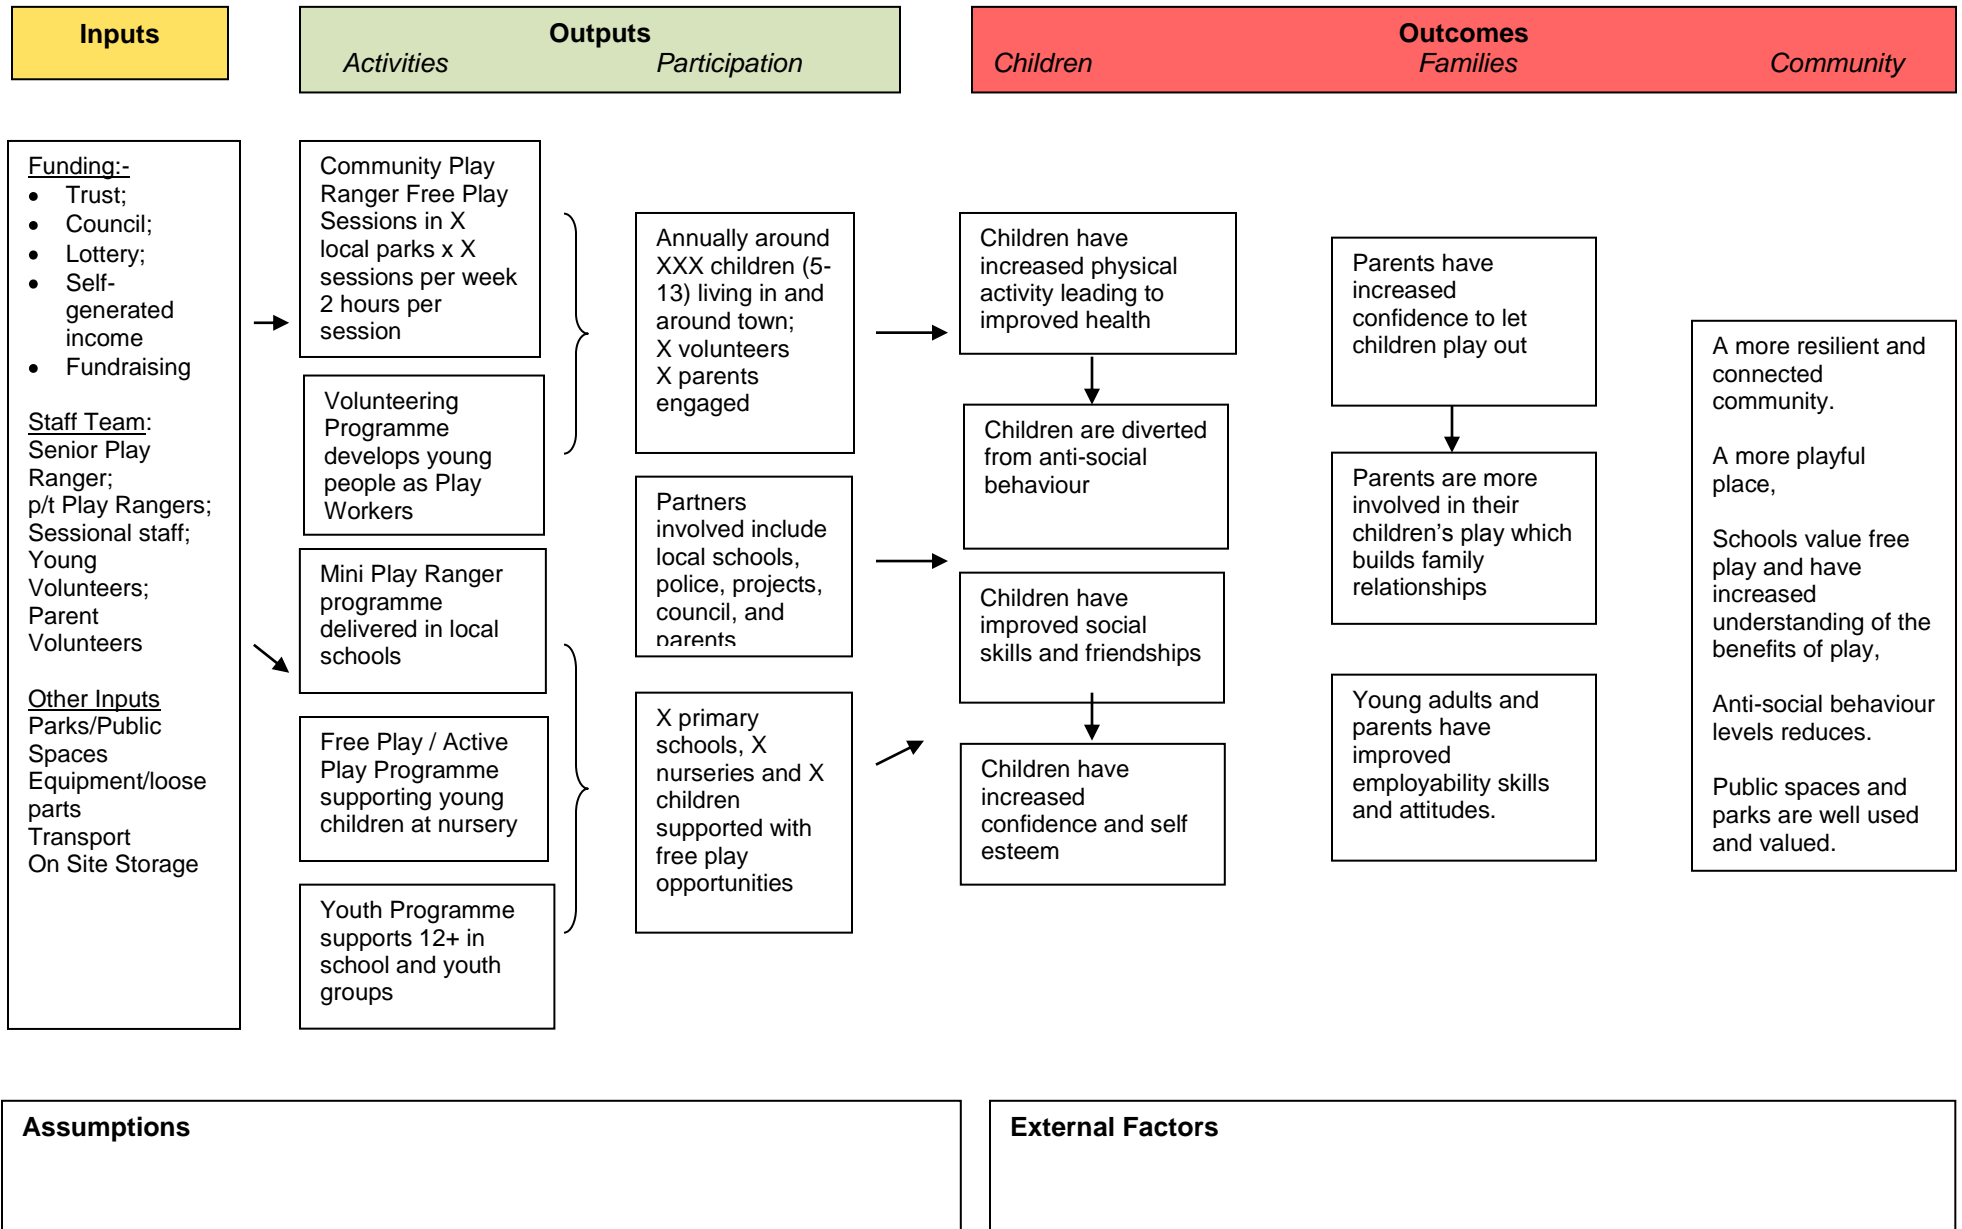 Inputs
Outputs
Activities Participation
Outcomes
Children Families Community
Funding:-
• Trust;
• Council;
• Lottery;
• Self-
generated
income
• Fundraising
Staff Team:
Senior Play
Ranger;
p/t Play Rangers;
Sessional staff;
Young
Volunteers;
Parent
Volunteers
Other Inputs
Parks/Public
Spaces
Equipment/loose
parts
Transport
On Site Storage
Community Play
Ranger Free Play
Sessions in X
local parks x X
sessions per week
2 hours per
session
Volunteering
Programme
develops young
people as Play
Workers
Mini Play Ranger
programme
delivered in local
schools
Free Play / Active
Play Programme
supporting young
children at nursery
Youth Programme
supports 12+ in
school and youth
groups
Annually around
XXX children (5-
13) living in and
around town;
X volunteers
X parents
engaged
Partners
involved include
local schools,
police, projects,
council, and
parents
X primary
schools, X
nurseries and X
children
supported with
free play
opportunities
Children have
increased physical
activity leading to
improved health
Children are diverted
from anti-social
behaviour
Children have
improved social
skills and friendships
Children have
increased
confidence and self
esteem
Parents have
increased
confidence to let
children play out
Parents are more
involved in their
children’s play which
builds family
relationships
Young adults and
parents have
improved
employability skills
and attitudes.
A more resilient and
connected
community.
A more playful
place,
Schools value free
play and have
increased
understanding of the
benefits of play,
Anti-social behaviour
levels reduces.
Public spaces and
parks are well used
and valued.
Assumptions
External Factors